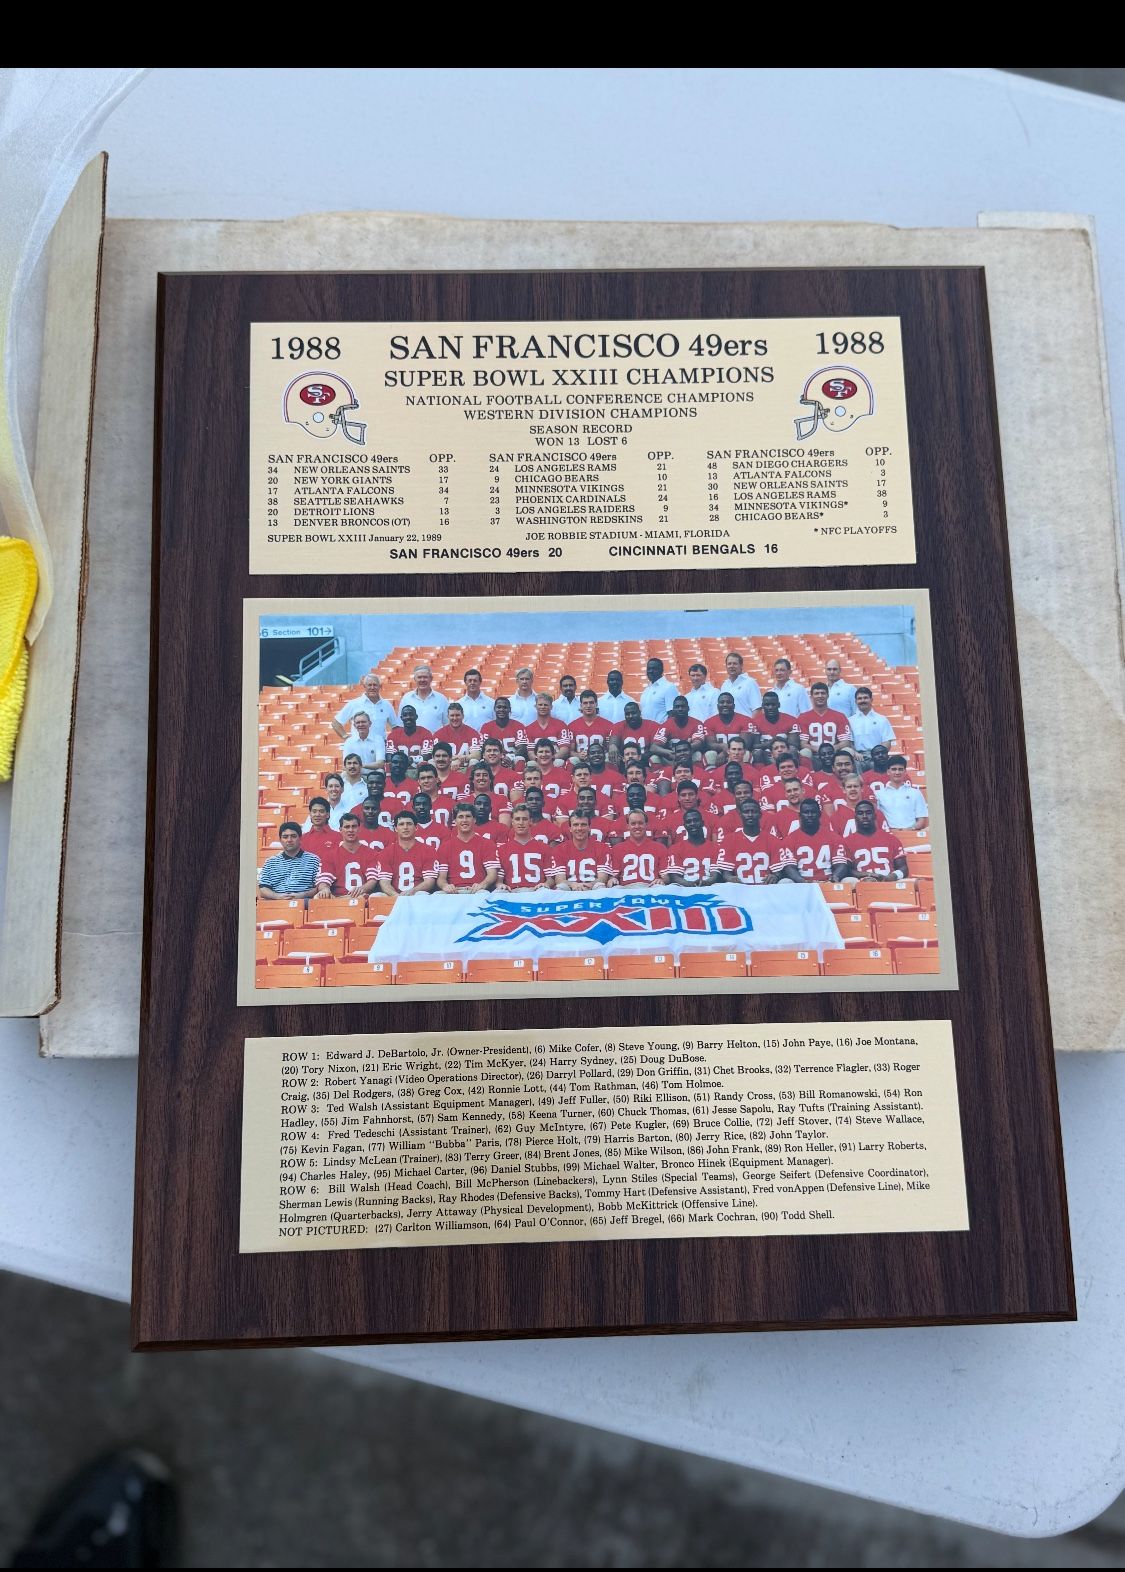 1988 SAN FRANCISCO 49ers 1988
SUPER BOWL XXIII CHAMPIONS
NATIONAL FOOTBALL CONFERENCE CHAMPIONS
WESTERN DIVISION CHAMPIONS
SEASON RECORD
WON 13 LOST 6
SF
SF
SAN FRANCISCO 49ers OPP.
34 NEW ORLEANS SAINTS 33
20 NEW YORK GIANTS 17
17 ATLANTA FALCONS 34
38 SEATTLE SEAHAWKS 7
20 DETROIT LIONS 13
13 DENVER BRONCOS (OT) 16
SAN FRANCISCO 49ers OPP.
24 LOS ANGELES RAMS 21
9 CHICAGO BEARS 10
24 MINNESOTA VIKINGS 21
23 PHOENIX CARDINALS 24
3 LOS ANGELES RAIDERS 9
37 WASHINGTON REDSKINS 21
SAN FRANCISCO 49ers OPP.
48 SAN DIEGO CHARGERS 10
13 ATLANTA FALCONS 3
30 NEW ORLEANS SAINTS 17
16 LOS ANGELES RAMS 38
34 MINNESOTA VIKINGS* 9
28 CHICAGO BEARS* 3
SUPER BOWL XXIII January 22, 1989 JOE ROBBIE STADIUM - MIAMI, FLORIDA * NFC PLAYOFFS
SAN FRANCISCO 49ers 20 CINCINNATI BENGALS 16
6 Section 101→
99
6 8 9 15 16 20 21 22 24 25
SUPER BOWL
XXIII
ROW 1: Edward J. DeBartolo, Jr. (Owner-President), (6) Mike Cofer, (8) Steve Young, (9) Barry Helton, (15) John Paye, (16) Joe Montana,
(20) Tory Nixon, (21) Eric Wright, (22) Tim McKyer, (24) Harry Sydney, (25) Doug DuBose.
ROW 2: Robert Yanagi (Video Operations Director), (26) Darryl Pollard, (29) Don Griffin, (31) Chet Brooks, (32) Terrence Flagler, (33) Roger
Craig, (35) Del Rodgers, (38) Greg Cox, (42) Ronnie Lott, (44) Tom Rathman, (46) Tom Holmoe.
ROW 3: Ted Walsh (Assistant Equipment Manager), (49) Jeff Fuller, (50) Riki Ellison, (51) Randy Cross, (53) Bill Romanowski, (54) Ron
Hadley, (55) Jim Fahnhorst, (57) Sam Kennedy, (58) Keena Turner, (60) Chuck Thomas, (61) Jesse Sapolu, Ray Tufts (Training Assistant).
ROW 4: Fred Tedeschi (Assistant Trainer), (62) Guy McIntyre, (67) Pete Kugler, (69) Bruce Collie, (72) Jeff Stover, (74) Steve Wallace,
(75) Kevin Fagan, (77) William "Bubba" Paris, (78) Pierce Holt, (79) Harris Barton, (80) Jerry Rice, (82) John Taylor.
ROW 5: Lindsy McLean (Trainer), (83) Terry Greer, (84) Brent Jones, (85) Mike Wilson, (86) John Frank, (89) Ron Heller, (91) Larry Roberts,
(94) Charles Haley, (95) Michael Carter, (96) Daniel Stubbs, (99) Michael Walter, Bronco Hinek (Equipment Manager).
ROW 6: Bill Walsh (Head Coach), Bill McPherson (Linebackers), Lynn Stiles (Special Teams), George Seifert (Defensive Coordinator),
Sherman Lewis (Running Backs), Ray Rhodes (Defensive Backs), Tommy Hart (Defensive Assistant), Fred vonAppen (Defensive Line), Mike
Holmgren (Quarterbacks), Jerry Attaway (Physical Development), Bobb McKittrick (Offensive Line).
NOT PICTURED: (27) Carlton Williamson, (64) Paul O'Connor, (65) Jeff Bregel, (66) Mark Cochran, (90) Todd Shell.